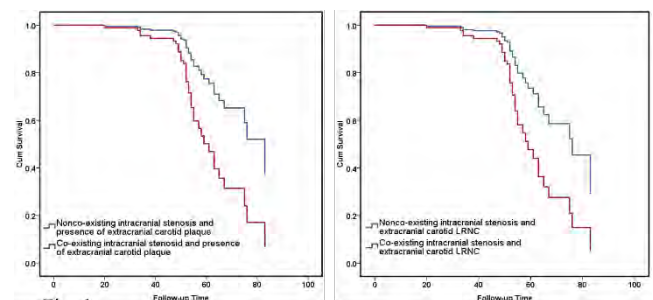 1.0
0.8
0.6
0.4
0.2
0.0
Cum Survival
Nonco-existing intracranial stenosis and
presence of extracranial carotid plaque
Co-existing intracranial stenosid and presence
of extracranial carotid plaque
0
20
40
60
80
100
Follow-up Time
1.0
0.8
0.6
0.4
0.2
0.0
Cum Survival
Nonco-existing intracranial stenosis and
extracranial carotid LRNC
Co-existing intracranial stenosis and
extracranial carotid LRNC
0
20
40
60
80
100
Follow-up Time